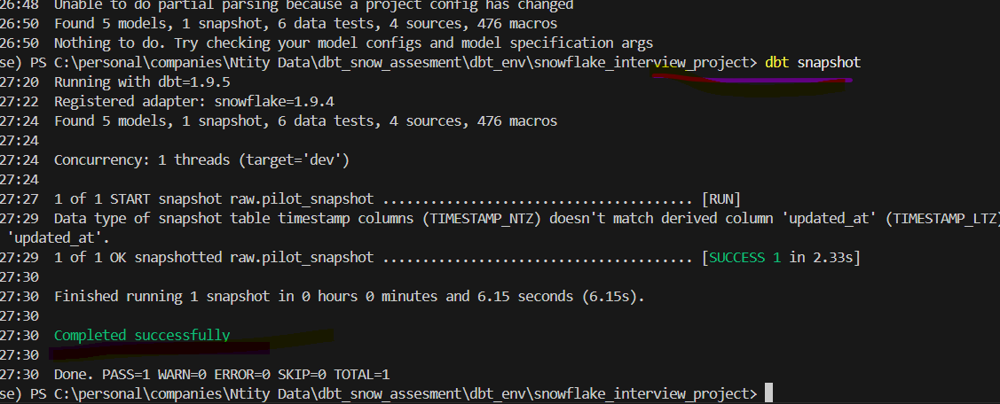 26:48  Unable to do partial parsing because a project config has changed
26:50  Found 5 models, 1 snapshot, 6 data tests, 4 sources, 476 macros
26:50  Nothing to do. Try checking your model configs and model specification args
se) PS C:\personal\companies\Ntity Data\dbt_snow_assesment\dbt_env\snowflake_interview_project> dbt snapshot
27:20  Running with dbt=1.9.5
27:22  Registered adapter: snowflake=1.9.4
27:24  Found 5 models, 1 snapshot, 6 data tests, 4 sources, 476 macros
27:24
27:24  Concurrency: 1 threads (target='dev')
27:24
27:27  1 of 1 START snapshot raw.pilot_snapshot ...................................... [RUN]
27:29  Data type of snapshot table timestamp columns (TIMESTAMP_NTZ) doesn't match derived column 'updated_at' (TIMESTAMP_LTZ)
'updated_at'.
27:29  1 of 1 OK snapshotted raw.pilot_snapshot ...................................... [SUCCESS 1 in 2.33s]
27:30
27:30  Finished running 1 snapshot in 0 hours 0 minutes and 6.15 seconds (6.15s).
27:30
27:30  Completed successfully
27:30
27:30  Done. PASS=1 WARN=0 ERROR=0 SKIP=0 TOTAL=1
se) PS C:\personal\companies\Ntity Data\dbt_snow_assesment\dbt_env\snowflake_interview_project>